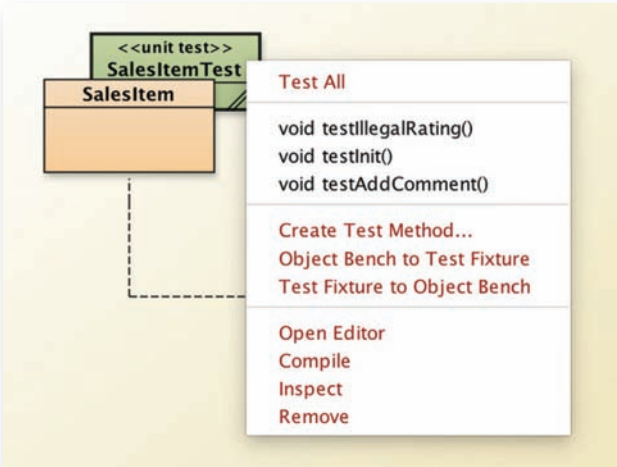 <<unit test>>
SalesItemTest
SalesItem
Test All
void testIllegalRating()
void testInit()
void testAddComment()
Create Test Method...
Object Bench to Test Fixture
Test Fixture to Object Bench
Open Editor
Compile
Inspect
Remove